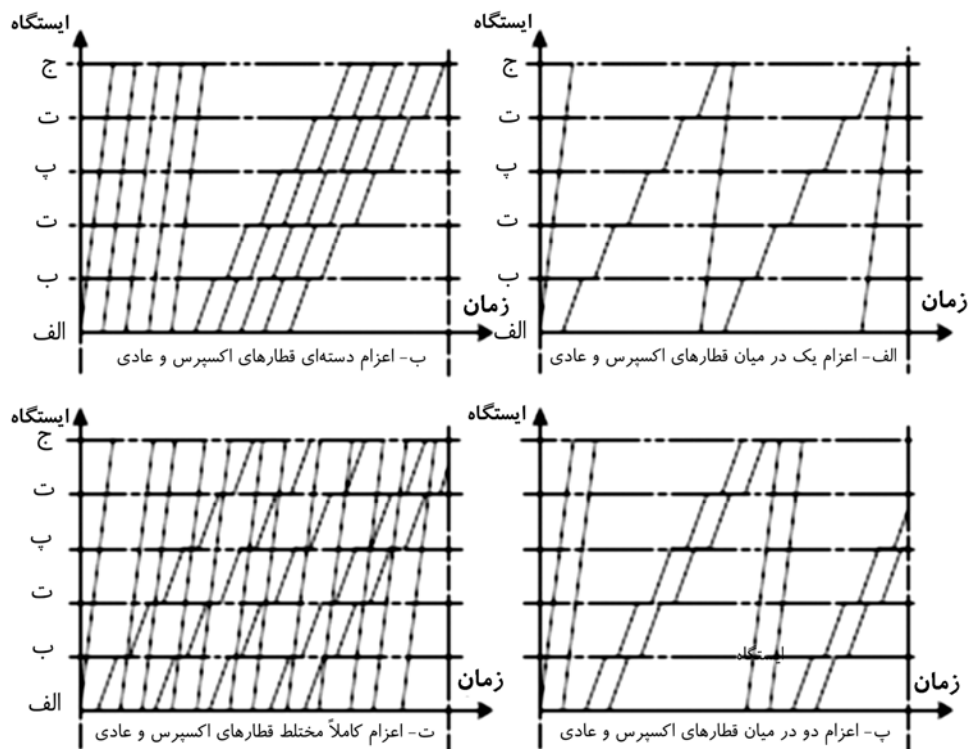 ایستگاه
ج
ت
پ
ت
ب
زمان
الف
الف- اعزام یک در میان قطارهای اکسپرس و عادی
ایستگاه
ج
ت
پ
ت
ب
زمان
الف
ب- اعزام دسته‌ای قطارهای اکسپرس و عادی
ایستگاه
ایستگاه
زمان
پ- اعزام دو در میان قطارهای اکسپرس و عادی
ایستگاه
ج
ت
پ
ت
ب
زمان
الف
ت- اعزام کاملاً مختلط قطارهای اکسپرس و عادی